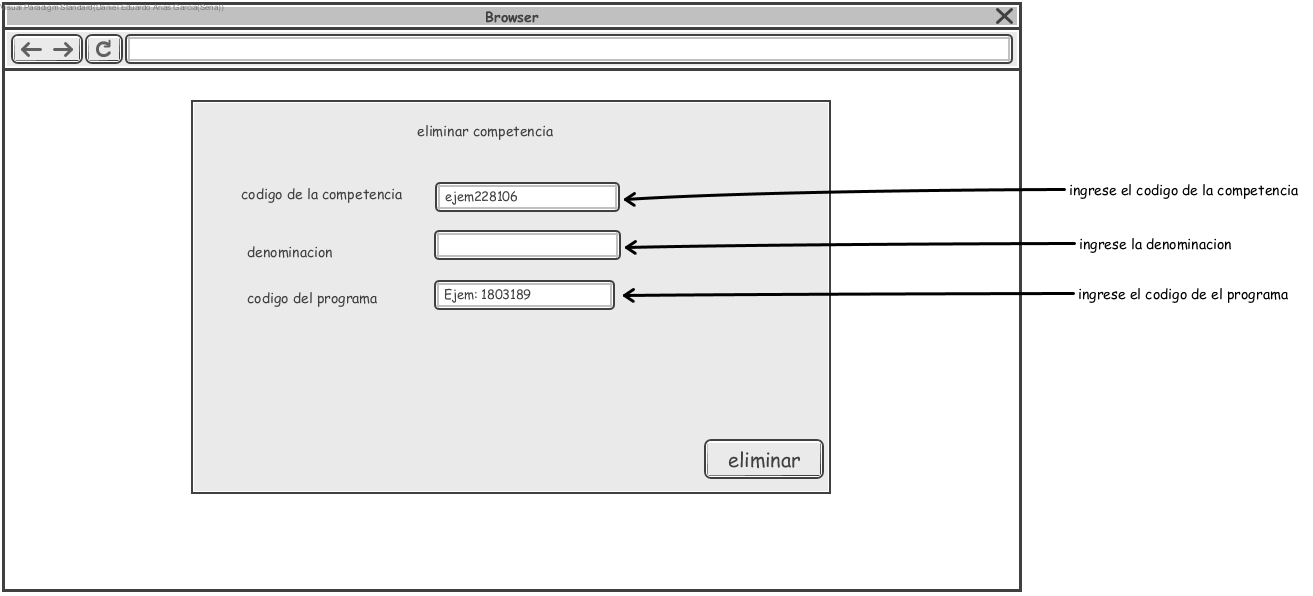 Visual Paradigm Standard(Daniel Eduardo Arias Garcia(Sena))
Browser
eliminar competencia
codigo de la competencia
ejem228106
ingrese el codigo de la competencia
denominacion
ingrese la denominacion
codigo del programa
Ejem: 1803189
ingrese el codigo de el programa
eliminar